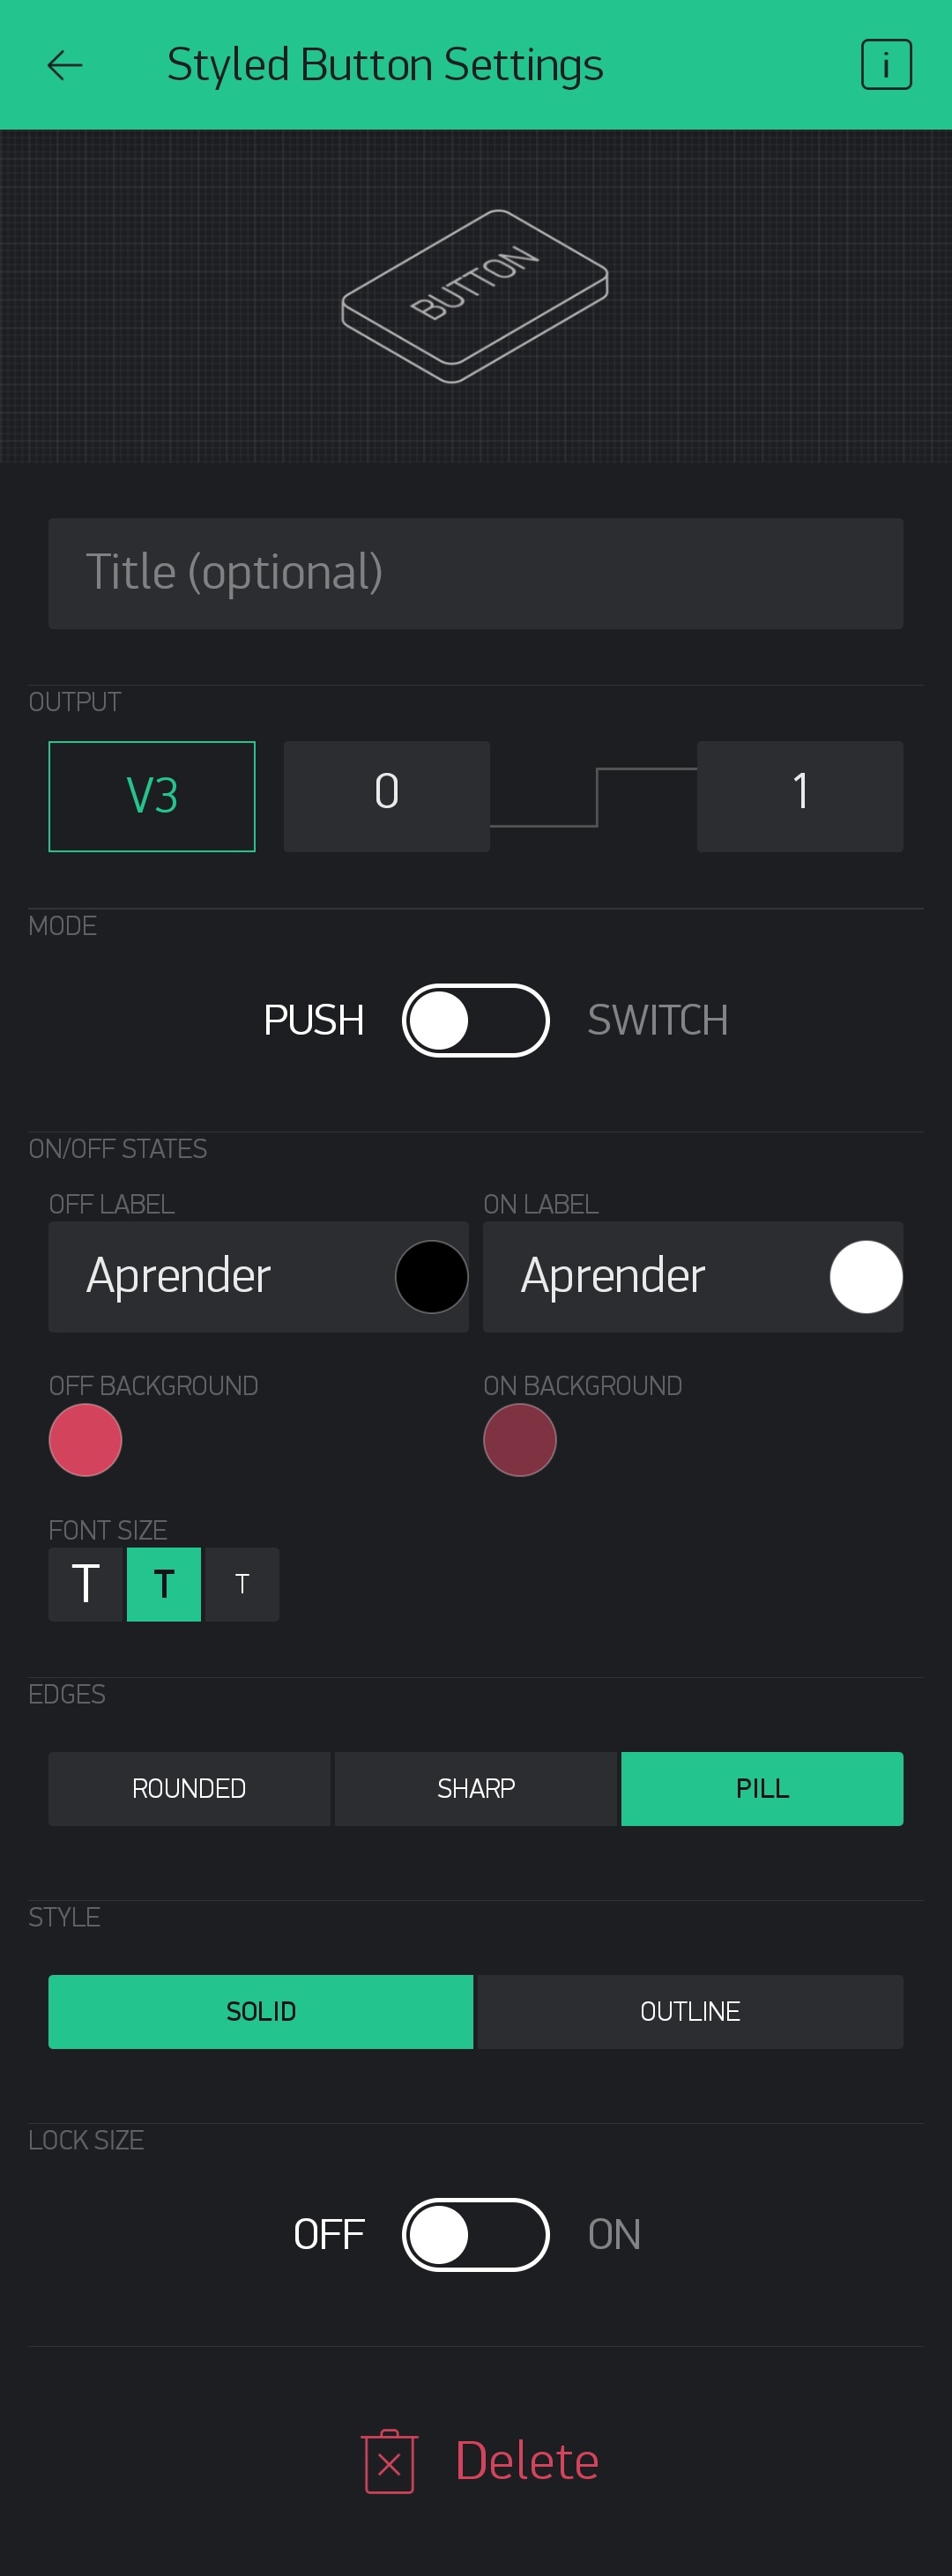 Styled Button Settings
i
BUTTON
Title (optional)
OUTPUT
V3 0 1
MODE
PUSH SWITCH
ON/OFF STATES
OFF LABEL ON LABEL
Aprender Aprender
OFF BACKGROUND ON BACKGROUND
FONT SIZE
T T T
EDGES
ROUNDED SHARP PILL
STYLE
SOLID OUTLINE
LOCK SIZE
OFF ON
Delete